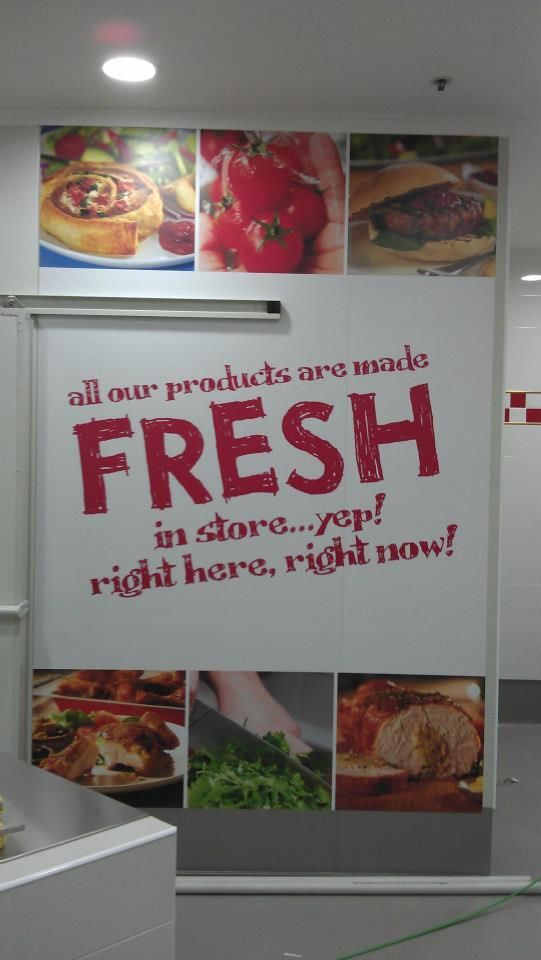 all our products are made
FRESH
in store...yep!
right here, right now!